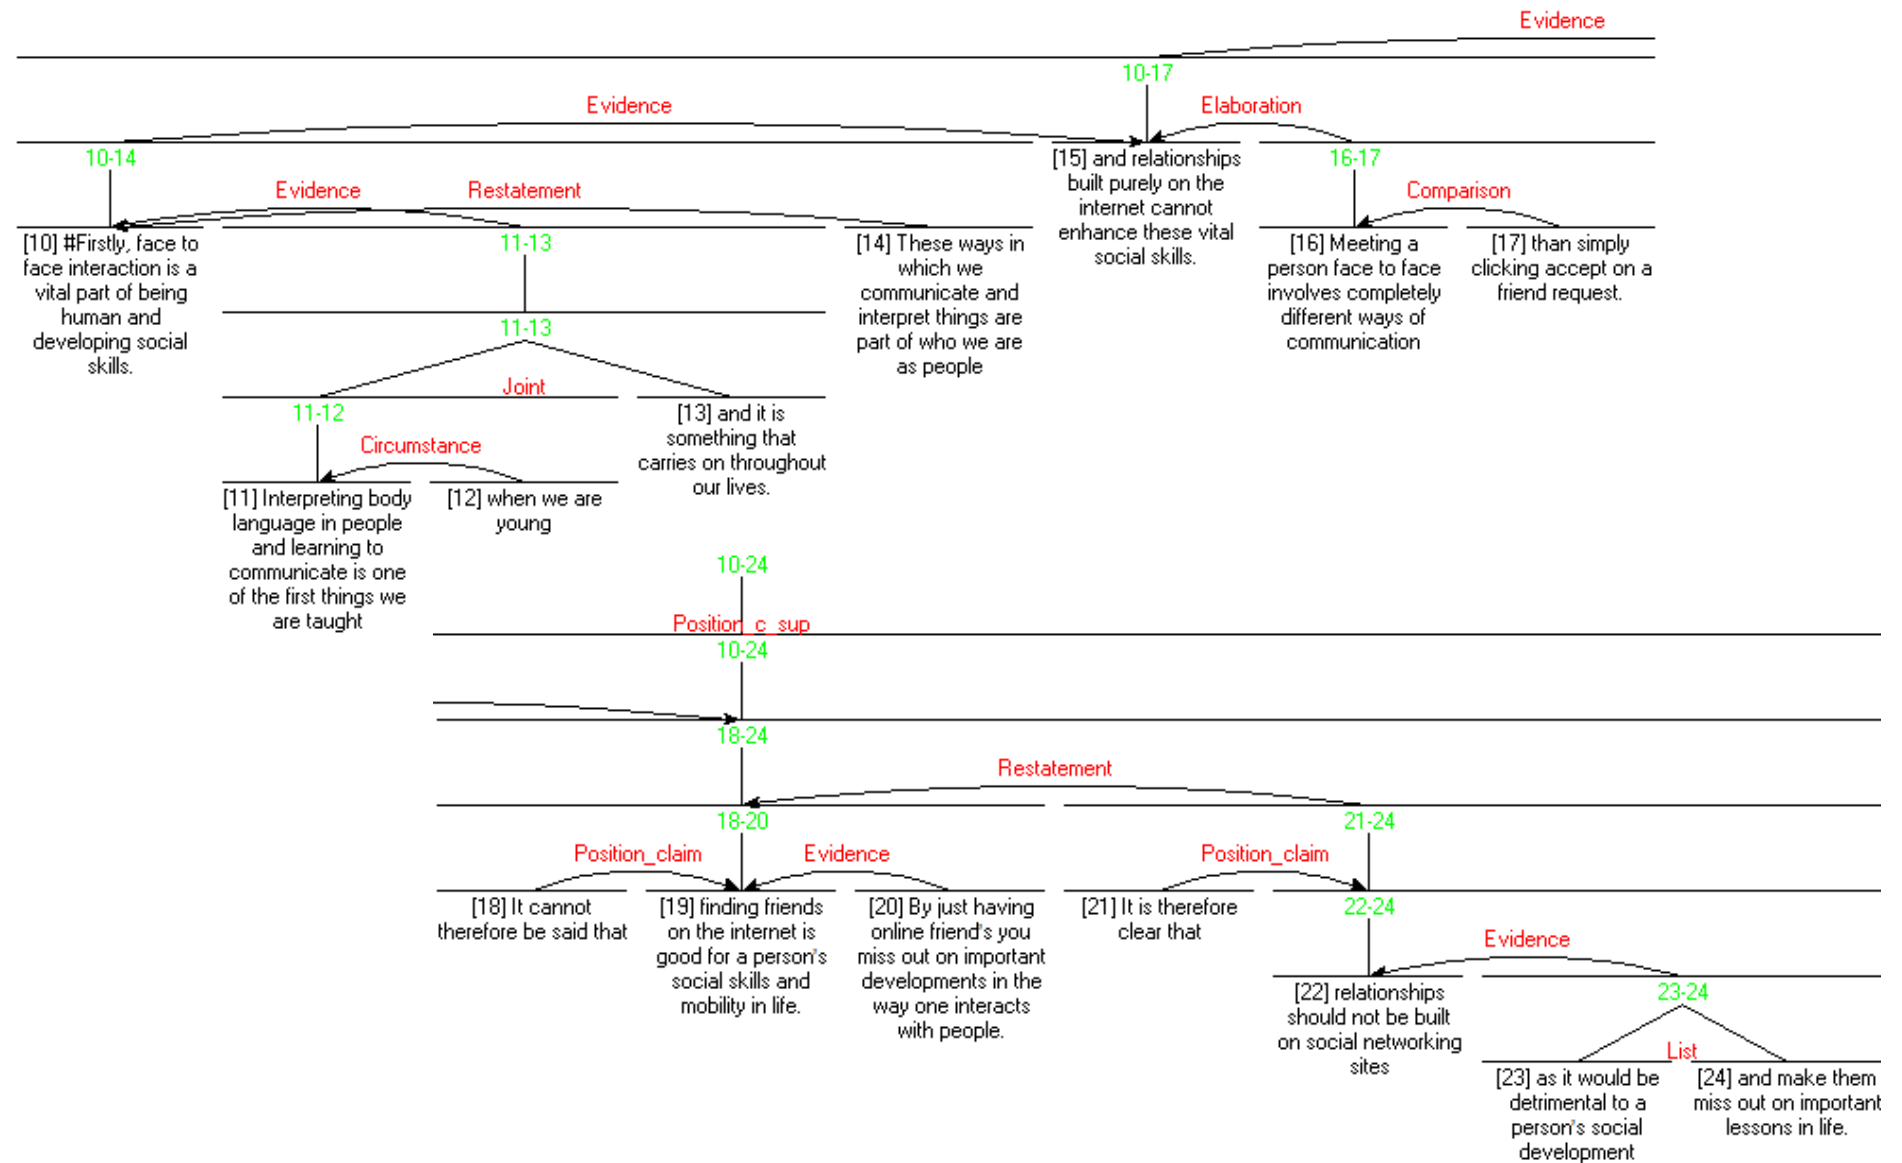 Evidence
10-17
Evidence
Elaboration
10-14
16-17
Evidence
Restatement
Comparison
[10] #Firstly, face to
face interaction is a
vital part of being
human and
developing social
skills.
11-13
11-13
Joint
11-12
Circumstance
[11] Interpreting body
language in people
and learning to
communicate is one
of the first things we
are taught
[12] when we are
young
[13] and it is
something that
carries on throughout
our lives.
[14] These ways in
which we
communicate and
interpret things are
part of who we are
as people
[15] and relationships
built purely on the
internet cannot
enhance these vital
social skills.
[16] Meeting a
person face to face
involves completely
different ways of
communication
[17] than simply
clicking accept on a
friend request.
10-24
Position_c_sup
10-24
18-24
Restatement
18-20
21-24
Position_claim
Evidence
Position_claim
[18] It cannot
therefore be said that
[19] finding friends
on the internet is
good for a person's
social skills and
mobility in life.
[20] By just having
online friend's you
miss out on important
developments in the
way one interacts
with people.
[21] It is therefore
clear that
22-24
Evidence
[22] relationships
should not be built
on social networking
sites
23-24
List
[23] as it would be
detrimental to a
person's social
development
[24] and make them
miss out on important
lessons in life.